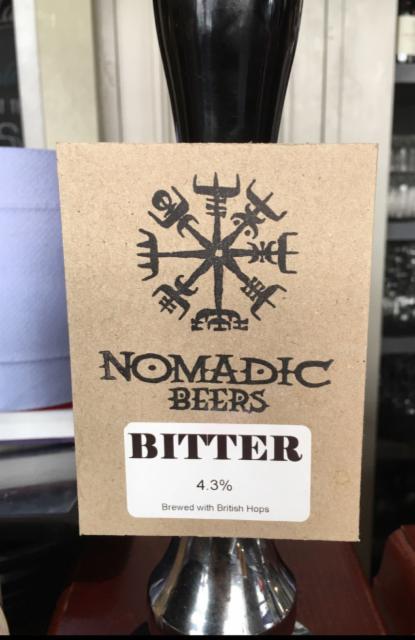 NOMADIC
BEERS
BITTER
4.3%
Brewed with British Hops